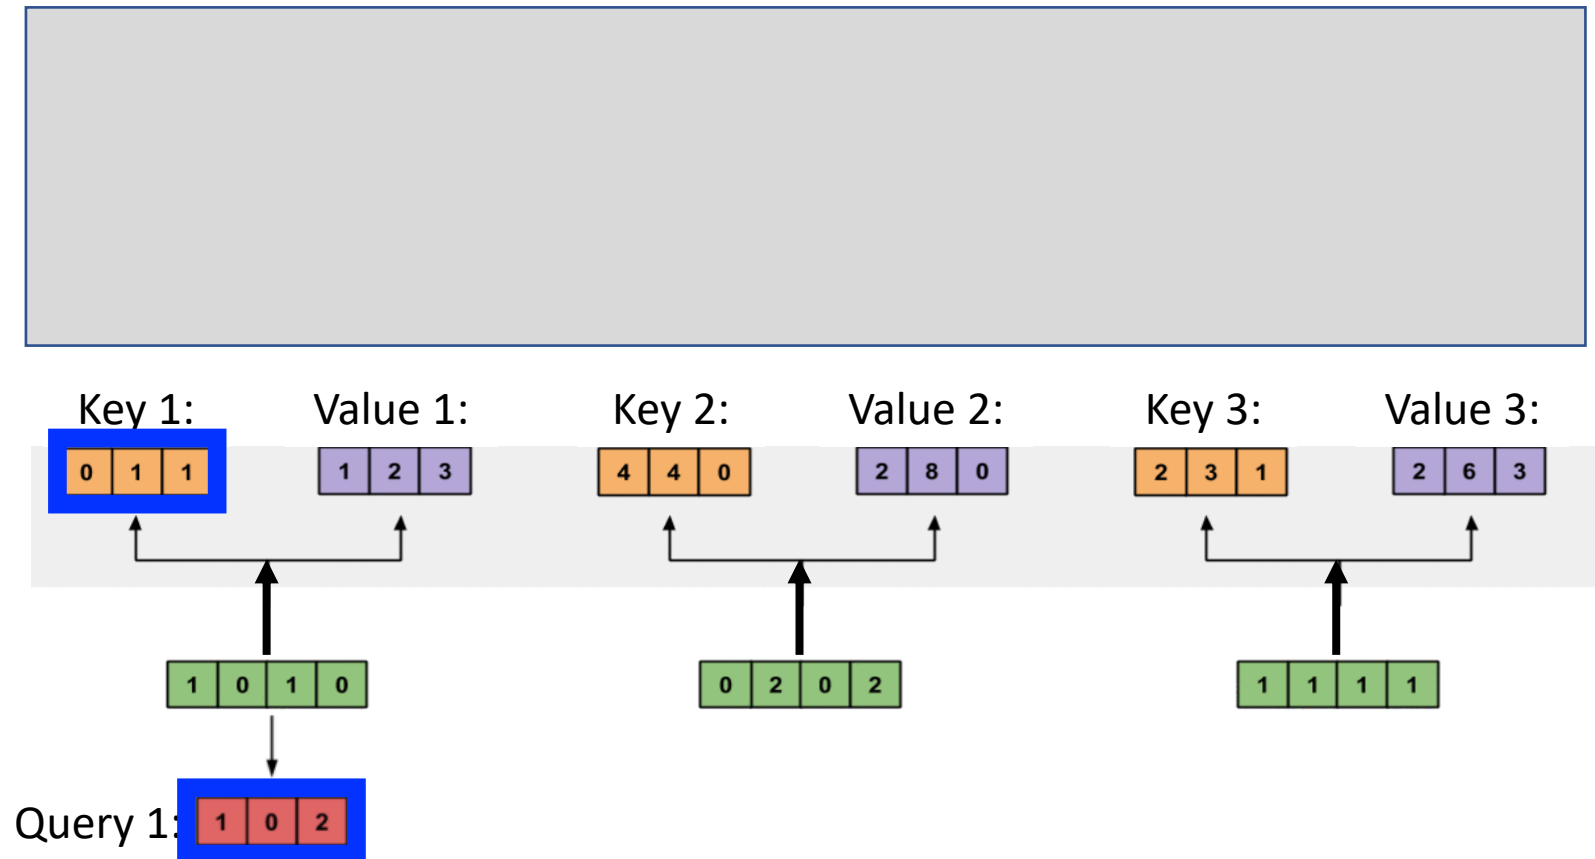 Key 1: Value 1: Key 2: Value 2: Key 3: Value 3:
0 1 1 1 2 3 4 4 0 2 8 0 2 3 1 2 6 3
1 0 1 0 0 2 0 2 1 1 1 1
Query 1: 1 0 2